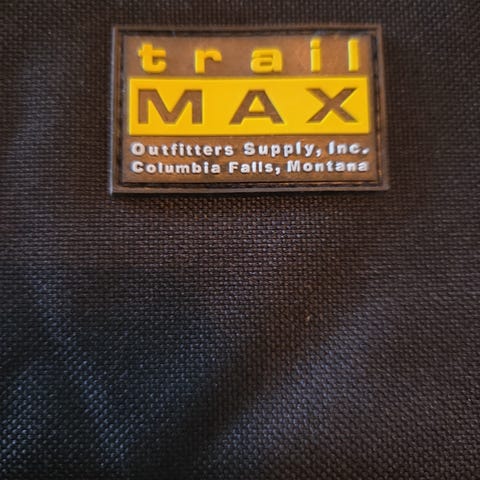 trail
MAX
Outfitters Supply, Inc.
Columbia Falls, Montana